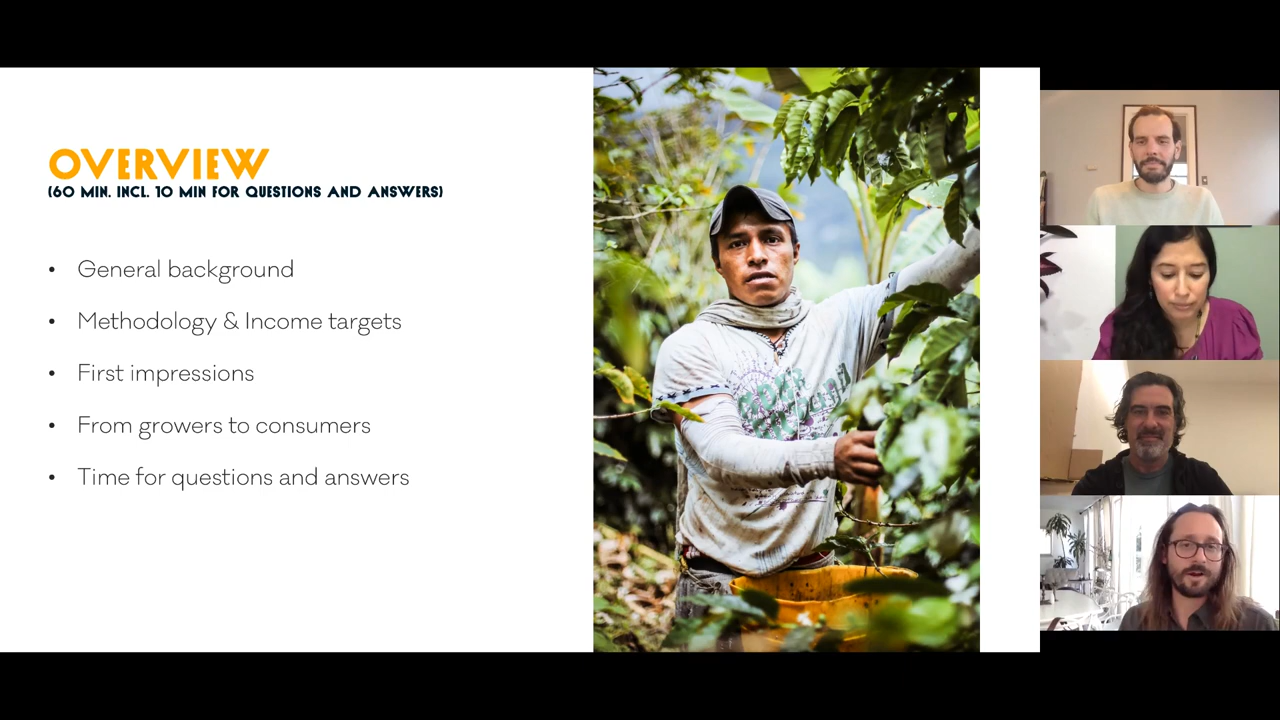 OVERVIEW
(60 MIN. INCL. 10 MIN FOR QUESTIONS AND ANSWERS)
• General background
• Methodology & Income targets
• First impressions
• From growers to consumers
• Time for questions and answers